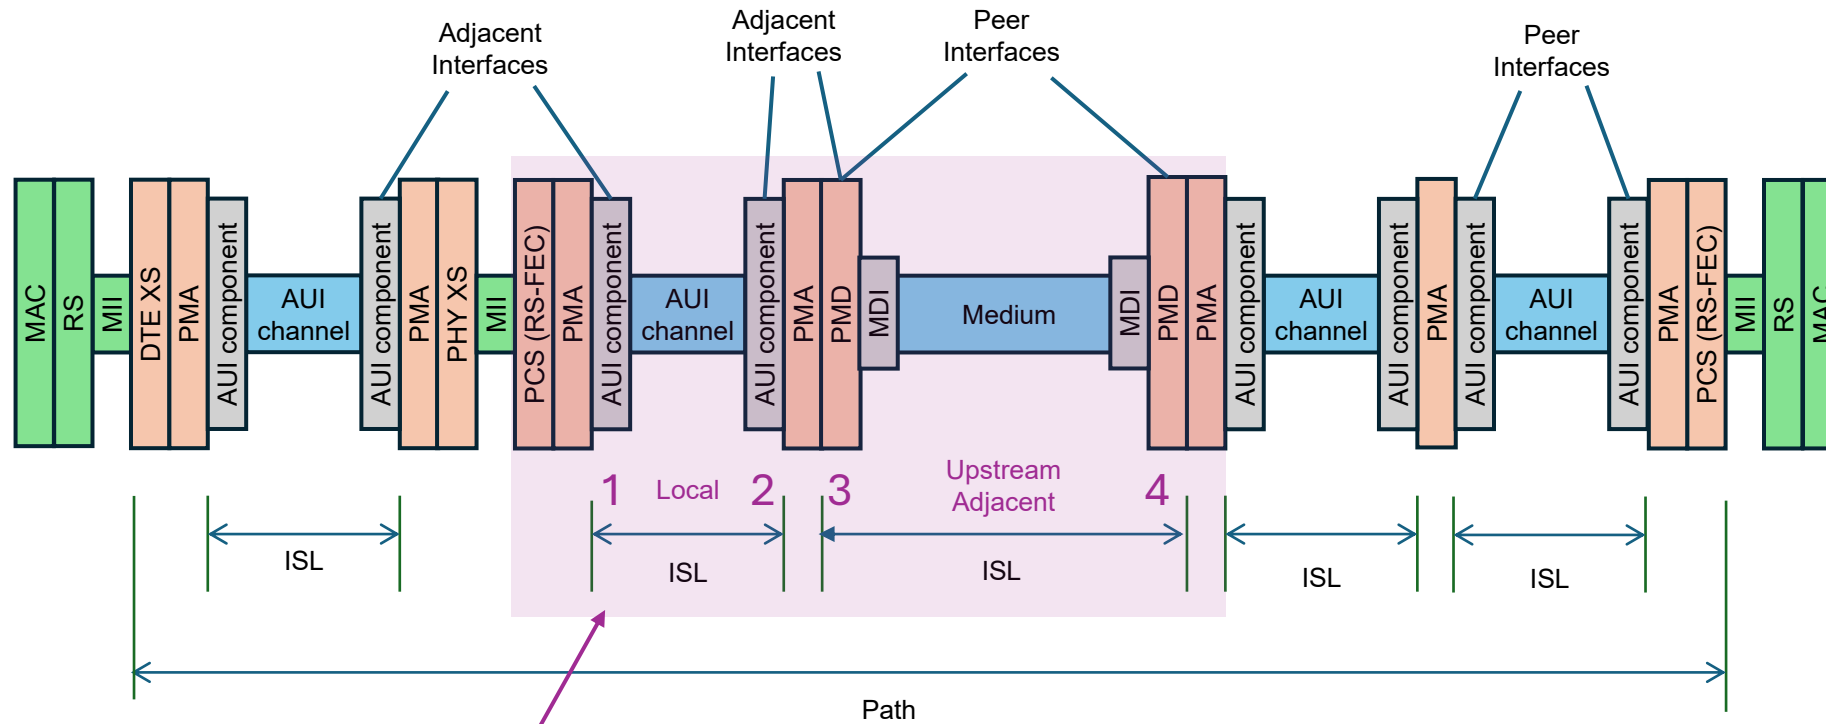 Adjacent
Interfaces
Adjacent
Interfaces
Peer
Interfaces
Peer
Interfaces
MAC
RS
MII
DTE XS
PMA
AUI component
AUI
channel
AUI component
PMA
PHY XS
MII
PCS (RS-FEC)
PMA
AUI component
AUI
channel
AUI component
PMA
PMD
MDI
Medium
MDI
PMD
PMA
AUI component
AUI
channel
AUI component
PMA
AUI component
AUI
channel
AUI component
PMA
PCS (RS-FEC)
MII
RS
MAC
1
Local
2
3
Upstream
Adjacent
4
ISL
ISL
ISL
ISL
ISL
Path